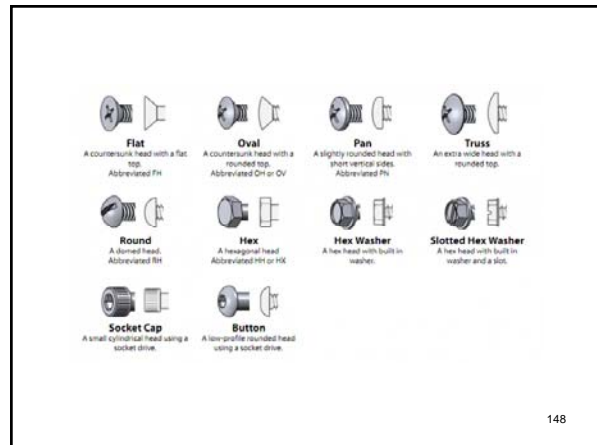 Flat
A countersunk head with a flat
top.
Abbreviated FH
Oval
A countersunk head with a
rounded top.
Abbreviated OH or OV
Pan
A slightly rounded head with
short vertical sides.
Abbreviated PN
Truss
An extra wide head with a
rounded top.
Round
A domed head.
Abbreviated RH
Hex
A hexagonal head
Abbreviated HH or HX
Hex Washer
A hex head with built in
washer.
Slotted Hex Washer
A hex head with built in
washer and a slot.
Socket Cap
A small cylindrical head using a
socket drive.
Button
A low-profile rounded head
using a socket drive.
148